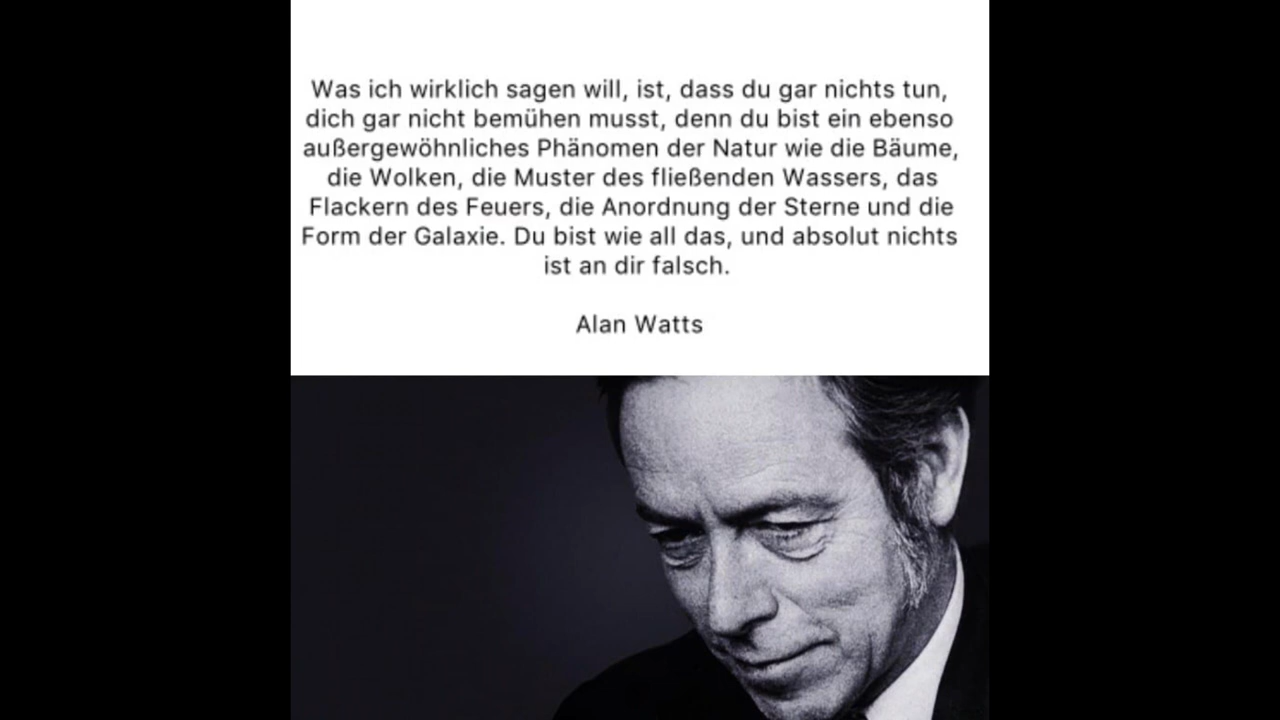 Was ich wirklich sagen will, ist, dass du gar nichts tun,
dich gar nicht bemühen musst, denn du bist ein ebenso
außergewöhnliches Phänomen der Natur wie die Bäume,
die Wolken, die Muster des fließenden Wassers, das
Flackern des Feuers, die Anordnung der Sterne und die
Form der Galaxie. Du bist wie all das, und absolut nichts
ist an dir falsch.
Alan Watts